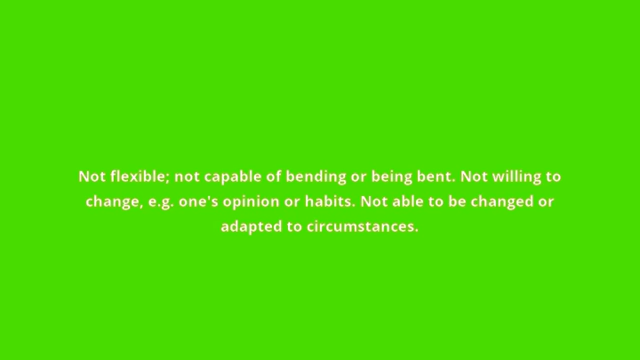 Not flexible; not capable of bending or being bent. Not willing to
change, e.g. one's opinion or habits. Not able to be changed or
adapted to circumstances.